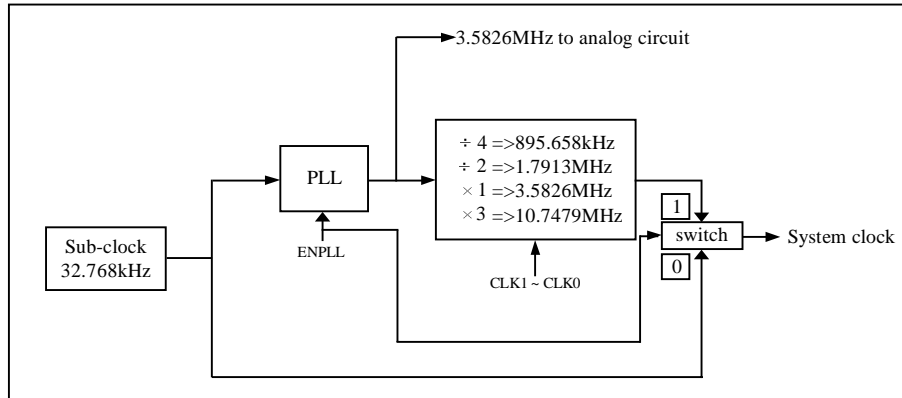 3.5826MHz to analog circuit
÷ 4 =>895.658kHz
÷ 2 =>1.7913MHz
× 1 =>3.5826MHz
× 3 =>10.7479MHz
PLL
1
switch
System clock
0
ENPLL
Sub-clock
32.768kHz
CLK1 ~ CLK0